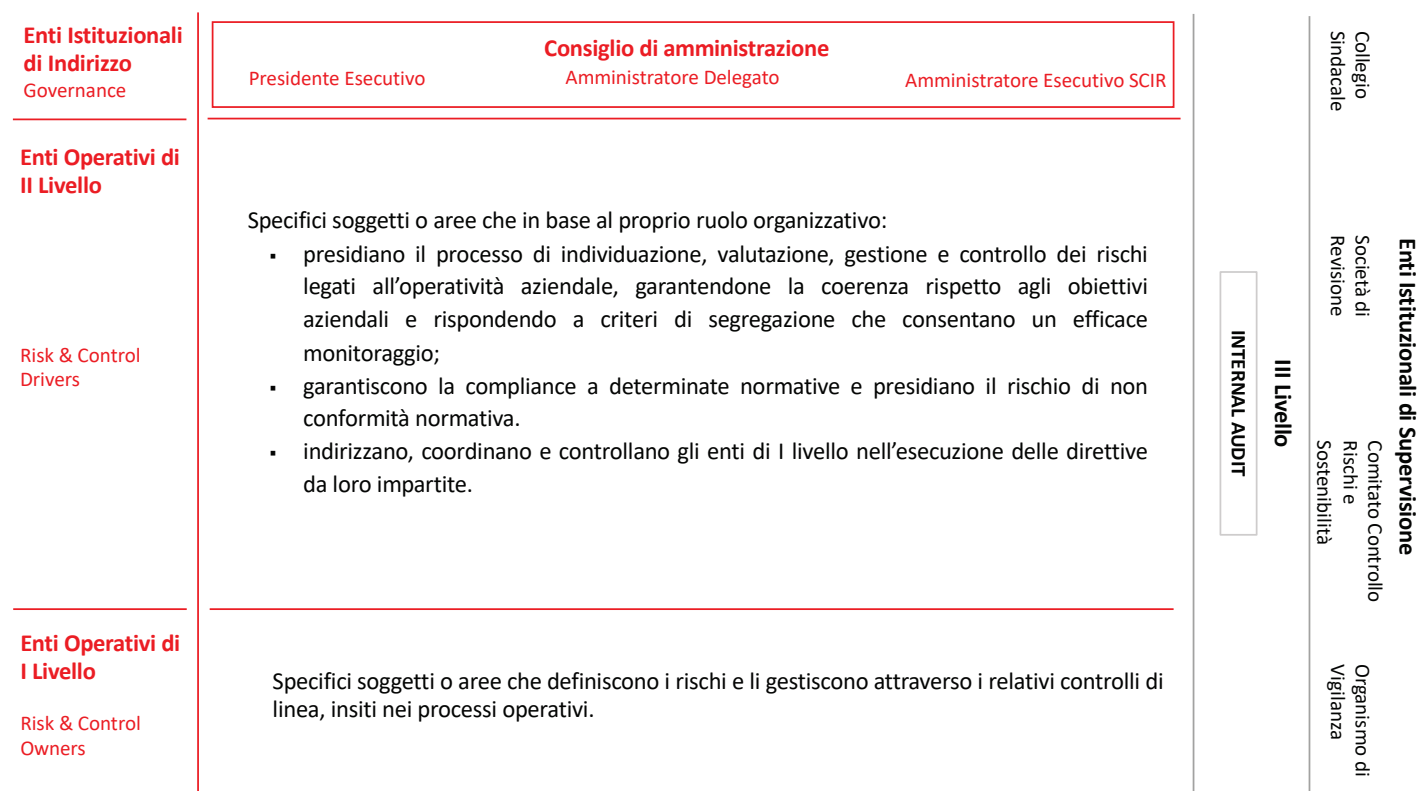 Enti Istituzionali
di Indirizzo
Governance
Consiglio di amministrazione
Presidente Esecutivo
Amministratore Delegato
Amministratore Esecutivo SCIR
Enti Operativi di
II Livello
Risk & Control
Drivers
Specifici soggetti o aree che in base al proprio ruolo organizzativo:
▪ presidiano il processo di individuazione, valutazione, gestione e controllo dei rischi
legati all’operatività aziendale, garantendone la coerenza rispetto agli obiettivi
aziendali e rispondendo a criteri di segregazione che consentano un efficace
monitoraggio;
▪ garantiscono la compliance a determinate normative e presidiano il rischio di non
conformità normativa.
▪ indirizzano, coordinano e controllano gli enti di I livello nell’esecuzione delle direttive
da loro impartite.
Enti Operativi di
I Livello
Risk & Control
Owners
Specifici soggetti o aree che definiscono i rischi e li gestiscono attraverso i relativi controlli di
linea, insiti nei processi operativi.
INTERNAL AUDIT
III Livello
Collegio
Sindacale
Società di
Revisione
Comitato Controllo
Rischi e
Sostenibilità
Organismo di
Vigilanza
Enti Istituzionali di Supervisione